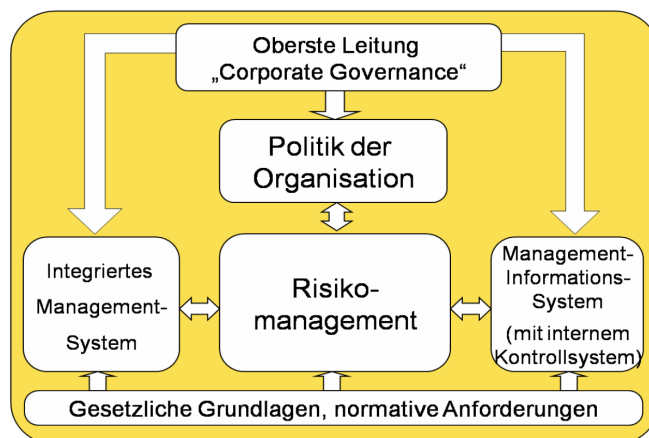 Oberste Leitung
„Corporate Governance“
Politik der
Organisation
Integriertes
Management-
System
Risiko-
management
Management-
Informations-
System
(mit internem
Kontrollsystem)
Gesetzliche Grundlagen, normative Anforderungen